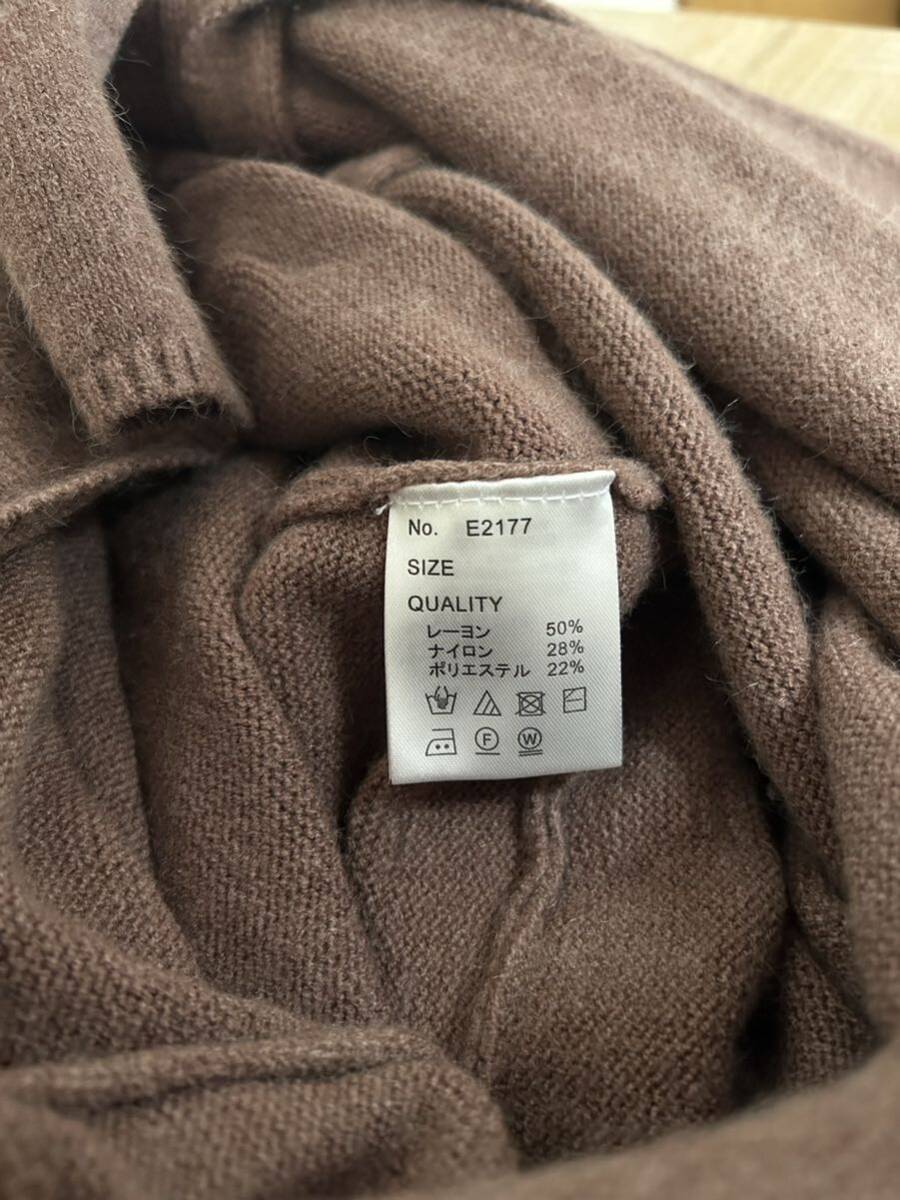 No. E2177
SIZE
QUALITY
レーヨン 50%
ナイロン 28%
ポリエステル 22%
F W